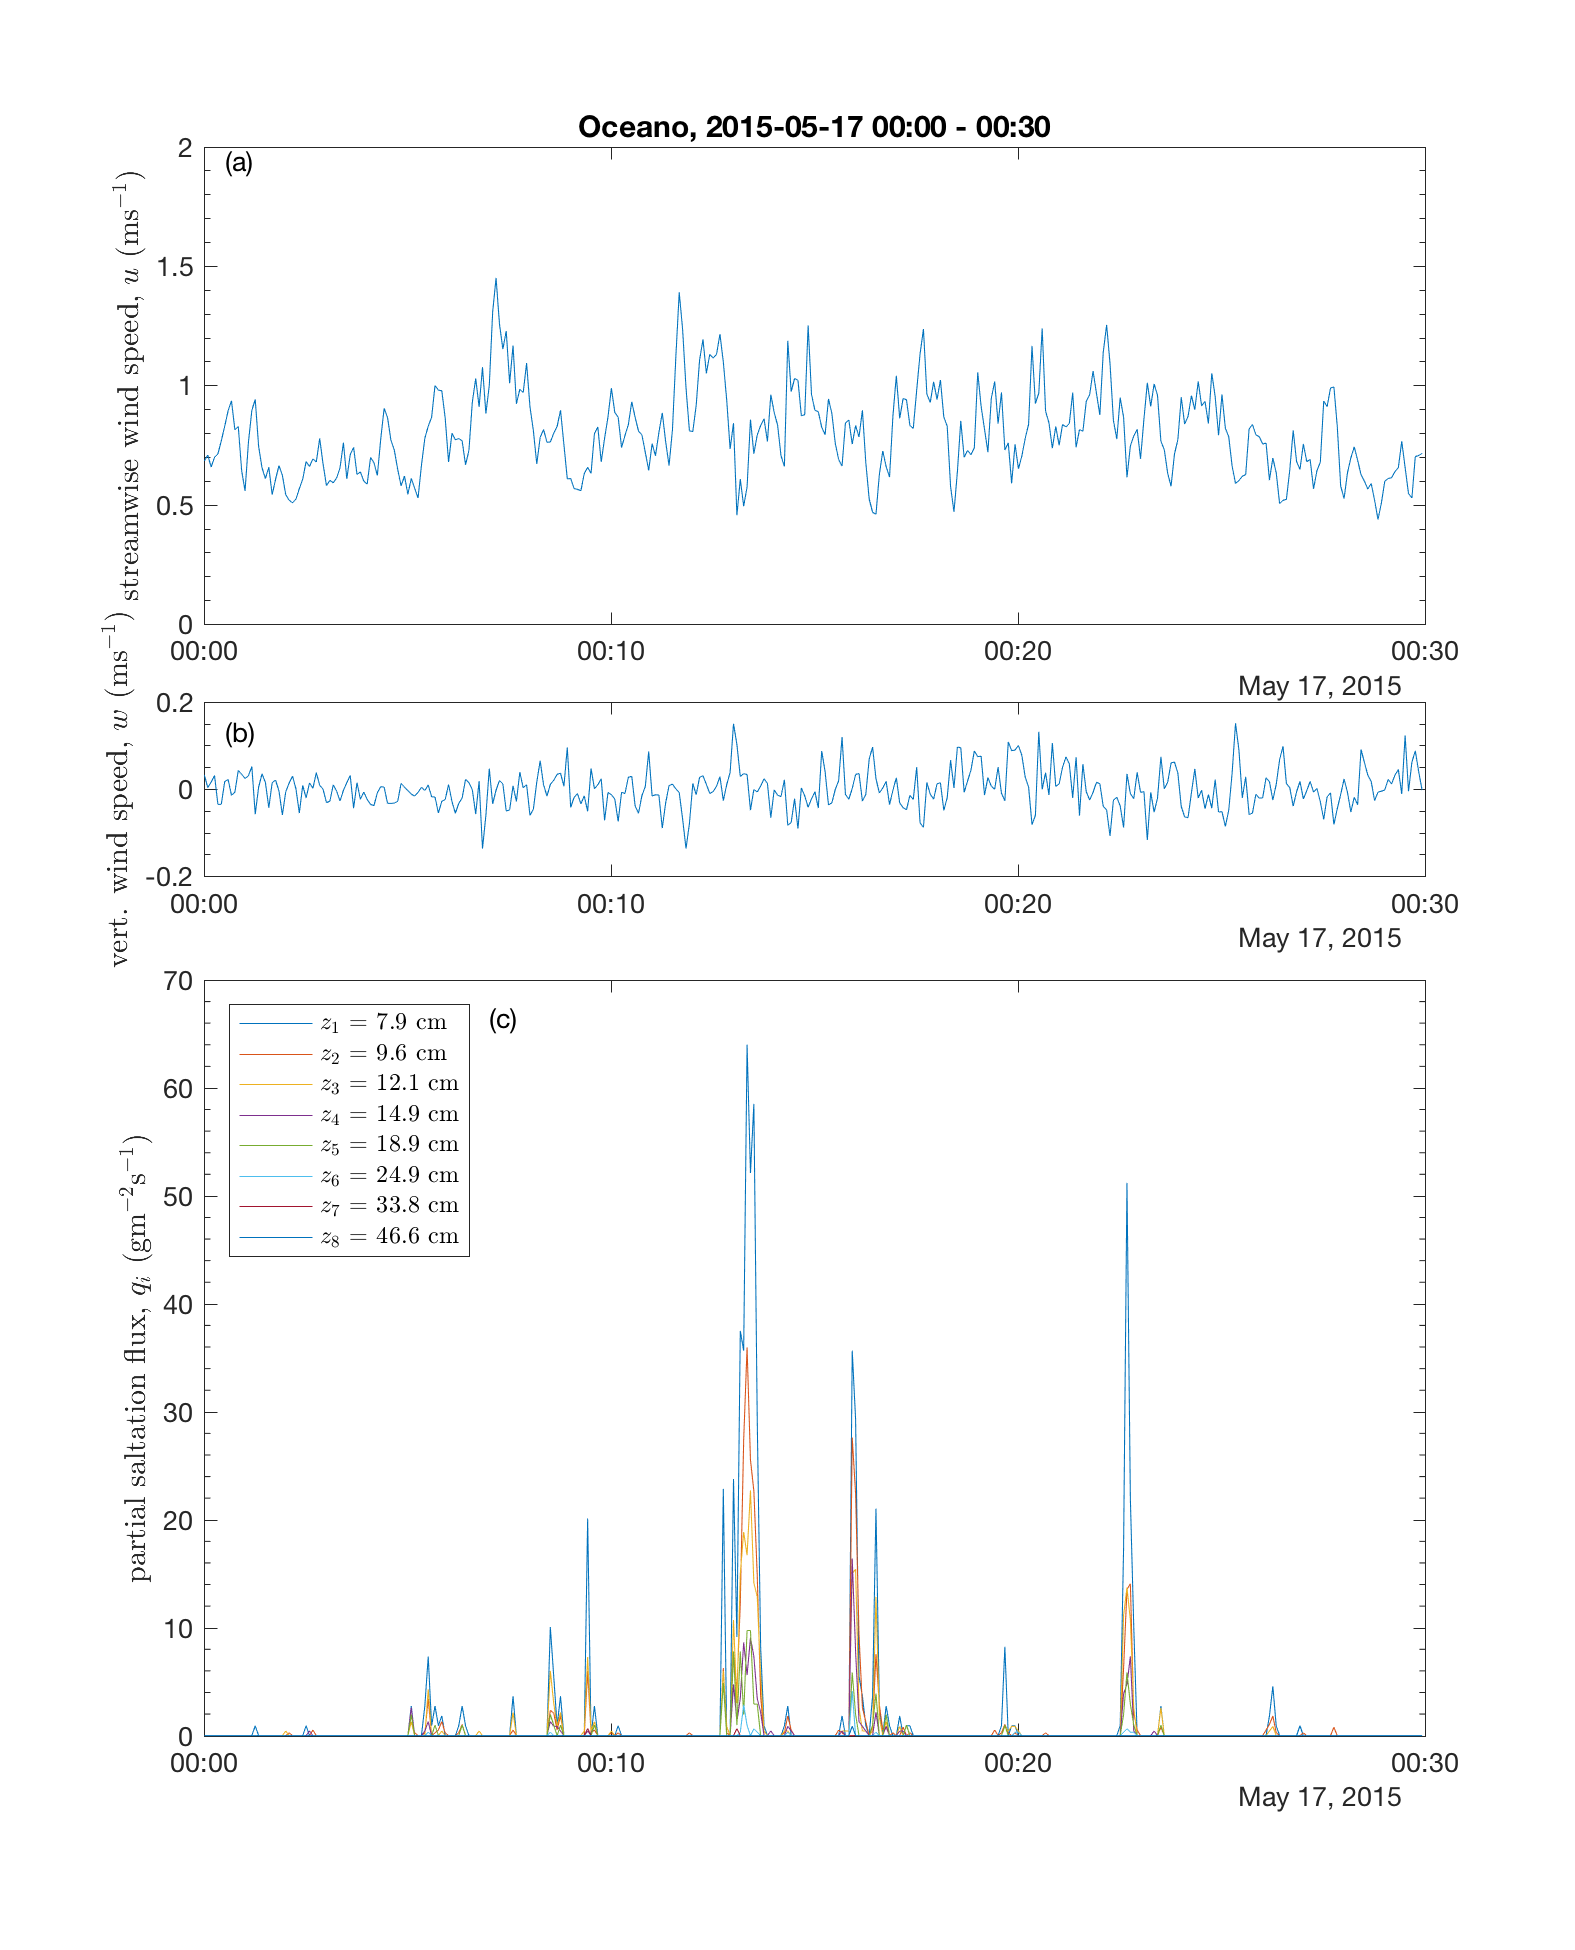 Oceano, 2015-05-17 00:00 - 00:30
(a)
streamwise wind speed, u (ms⁻¹)
2
1.5
1
0.5
0
00:00 00:10 00:20 00:30
May 17, 2015
(b)
vert. wind speed, w (ms⁻¹)
0.2
0
-0.2
00:00 00:10 00:20 00:30
May 17, 2015
(c)
partial saltation flux, qᵢ (gm⁻²s⁻¹)
70
60
50
40
30
20
10
0
z₁ = 7.9 cm
z₂ = 9.6 cm
z₃ = 12.1 cm
z₄ = 14.9 cm
z₅ = 18.9 cm
z₆ = 24.9 cm
z₇ = 33.8 cm
z₈ = 46.6 cm
00:00 00:10 00:20 00:30
May 17, 2015